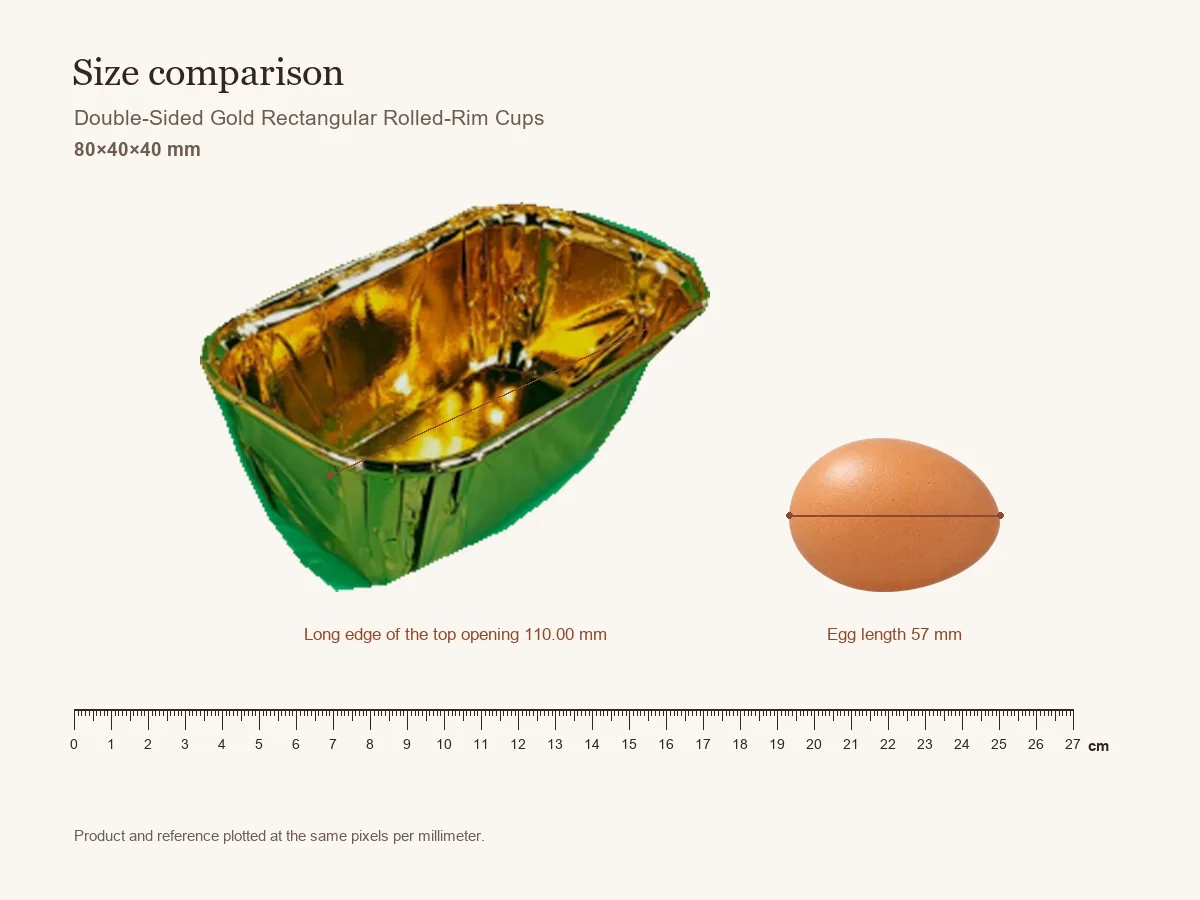 Size comparison
Double-Sided Gold Rectangular Rolled-Rim Cups
80×40×40 mm
Long edge of the top opening 110.00 mm
Egg length 57 mm
0 1 2 3 4 5 6 7 8 9 10 11 12 13 14 15 16 17 18 19 20 21 22 23 24 25 26 27 cm
Product and reference plotted at the same pixels per millimeter.